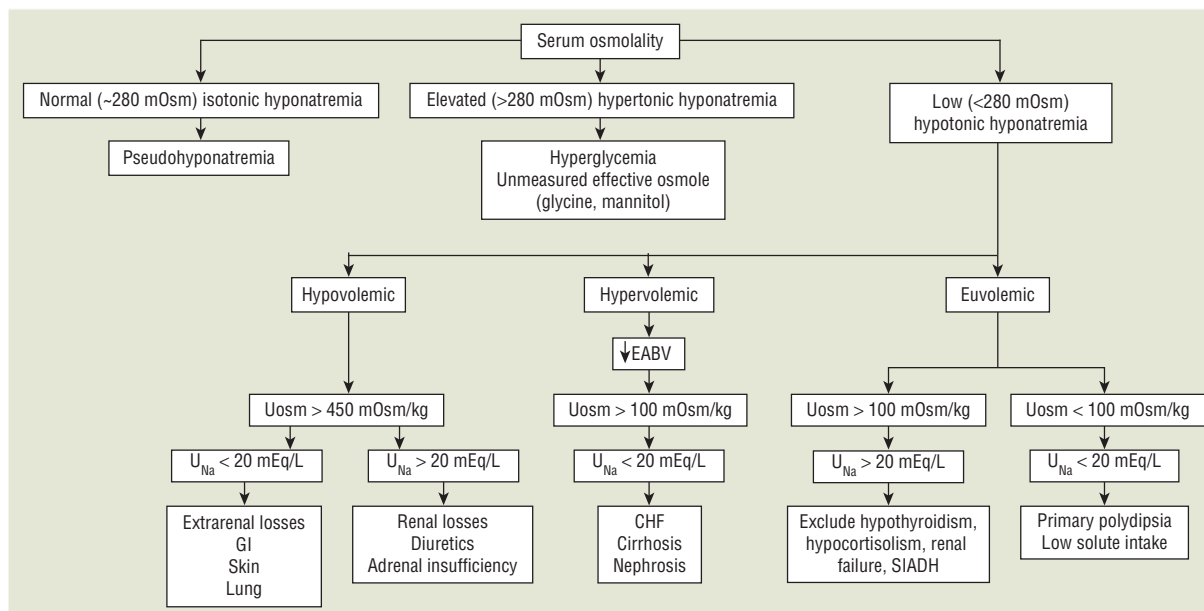 Serum osmolality
Normal (~280 mOsm) isotonic hyponatremia
Elevated (>280 mOsm) hypertonic hyponatremia
Low (<280 mOsm)
hypotonic hyponatremia
Pseudohyponatremia
Hyperglycemia
Unmeasured effective osmole
(glycine, mannitol)
Hypovolemic
Hypervolemic
Euvolemic
↓EABV
Uosm > 450 mOsm/kg
Uosm > 100 mOsm/kg
Uosm > 100 mOsm/kg
Uosm < 100 mOsm/kg
UNa < 20 mEq/L
UNa > 20 mEq/L
UNa < 20 mEq/L
UNa > 20 mEq/L
UNa < 20 mEq/L
Extrarenal losses
GI
Skin
Lung
Renal losses
Diuretics
Adrenal insufficiency
CHF
Cirrhosis
Nephrosis
Exclude hypothyroidism,
hypocortisolism, renal
failure, SIADH
Primary polydipsia
Low solute intake